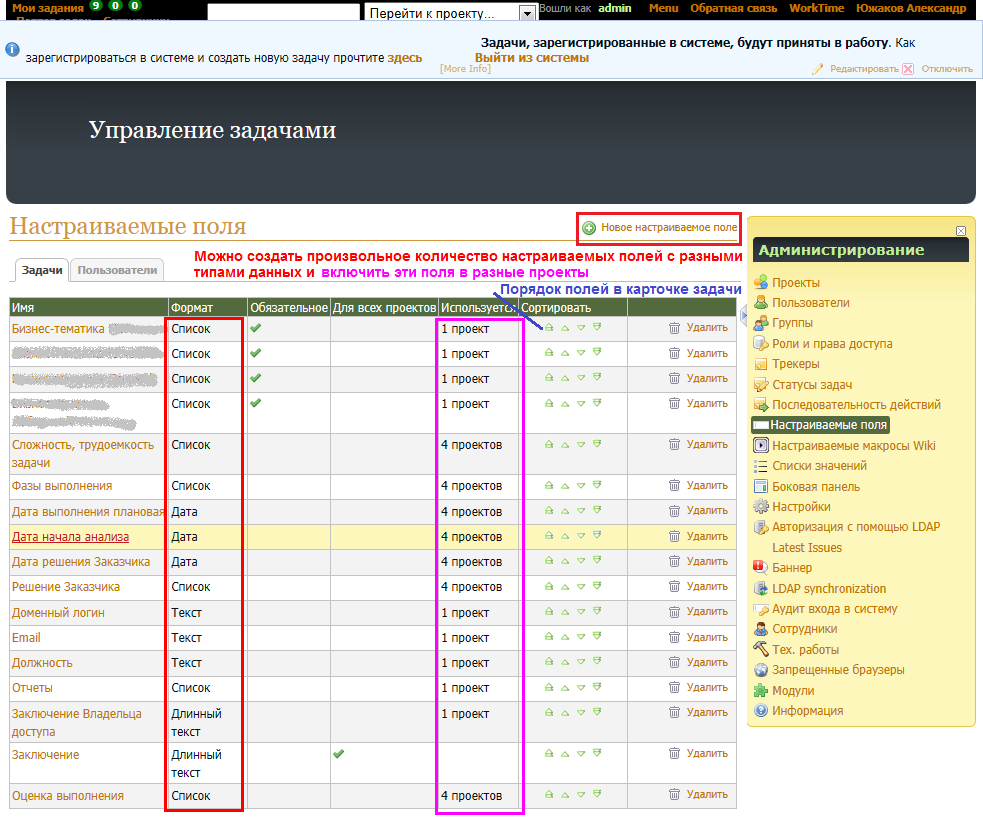 Мои задания 9 0 0
Перейти к проекту...
Вошли как admin
Menu Обратная связь WorkTime Южаков Александр
Задачи, зарегистрированные в системе, будут приняты в работу. Как
зарегистрироваться в системе и создать новую задачу прочтите здесь
Выйти из системы
[More Info]
Редактировать Отключить
Управление задачами
Настраиваемые поля
Новое настраиваемое поле
Можно создать произвольное количество настраиваемых полей с разными
типами данных и включить эти поля в разные проекты
Задачи Пользователи
Порядок полей в карточке задачи
Имя Формат Обязательное Для всех проектов Используется Сортировать
Бизнес-тематика Список 1 проект Удалить
Список 1 проект Удалить
Список 1 проект Удалить
Список 1 проект Удалить
Сложность, трудоемкость
задачи Список 4 проектов Удалить
Фазы выполнения Список 4 проектов Удалить
Дата выполнения плановая Дата 4 проектов Удалить
Дата начала анализа Дата 4 проектов Удалить
Дата решения Заказчика Дата 4 проектов Удалить
Решение Заказчика Список 4 проектов Удалить
Доменный логин Текст 1 проект Удалить
Email Текст 1 проект Удалить
Должность Текст 1 проект Удалить
Отчеты Список 1 проект Удалить
Заключение Владельца Длинный 1 проект Удалить
доступа текст
Заключение Длинный Удалить
текст
Оценка выполнения Список 4 проектов Удалить
Администрирование
Проекты
Пользователи
Группы
Роли и права доступа
Трекеры
Статусы задач
Последовательность действий
Настраиваемые поля
Настраиваемые макросы Wiki
Списки значений
Боковая панель
Настройки
Авторизация с помощью LDAP
Latest Issues
Баннер
LDAP synchronization
Аудит входа в систему
Сотрудники
Тех. работы
Запрещенные браузеры
Модули
Информация